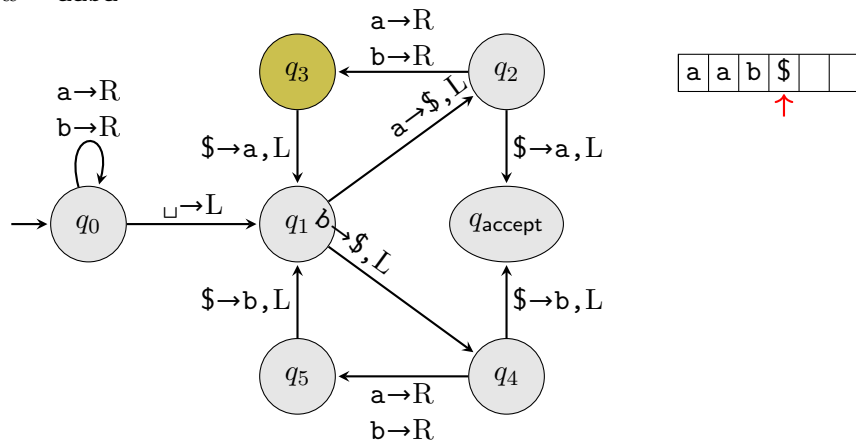 a→R
b→R
q3
q2
a a b $
a→R
b→R
a→$,L
$→a,L
$→a,L
q0
␣→L
q1
qaccept
b→$,L
$→b,L
$→b,L
q5
q4
a→R
b→R